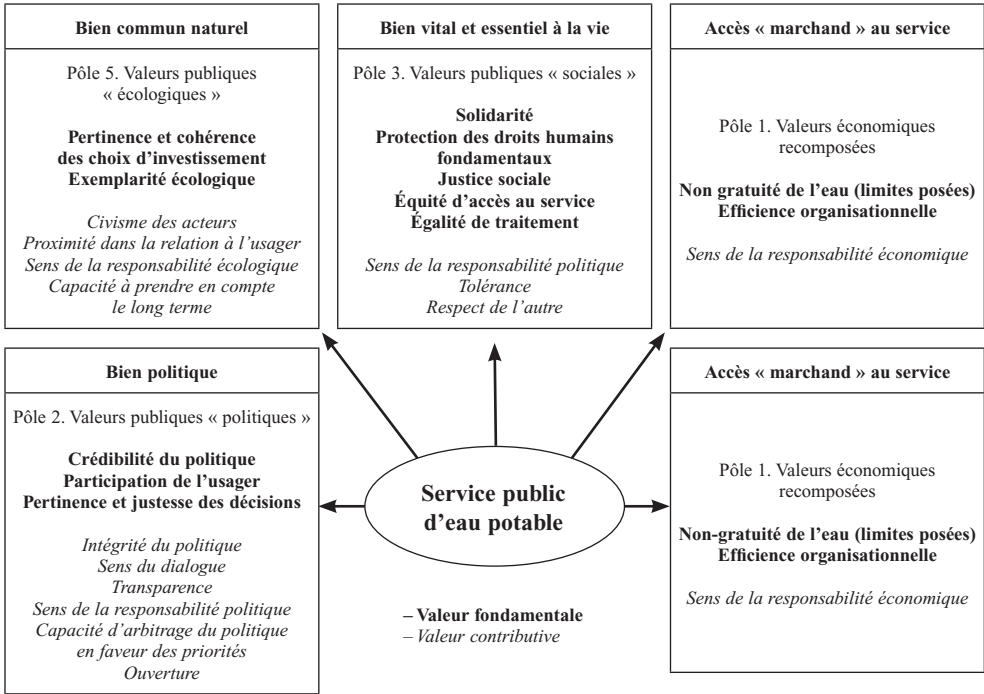 Bien commun naturel
Pôle 5. Valeurs publiques
« écologiques »
Pertinence et cohérence
des choix d’investissement
Exemplarité écologique
Civisme des acteurs
Proximité dans la relation à l’usager
Sens de la responsabilité écologique
Capacité à prendre en compte
le long terme
Bien vital et essentiel à la vie
Pôle 3. Valeurs publiques « sociales »
Solidarité
Protection des droits humains
fondamentaux
Justice sociale
Équité d’accès au service
Égalité de traitement
Sens de la responsabilité politique
Tolérance
Respect de l’autre
Accès « marchand » au service
Pôle 1. Valeurs économiques
recomposées
Non gratuité de l’eau (limites posées)
Efficience organisationnelle
Sens de la responsabilité économique
Bien politique
Pôle 2. Valeurs publiques « politiques »
Crédibilité du politique
Participation de l’usager
Pertinence et justesse des décisions
Intégrité du politique
Sens du dialogue
Transparence
Sens de la responsabilité politique
Capacité d’arbitrage du politique
en faveur des priorités
Ouverture
Service public
d’eau potable
– Valeur fondamentale
– Valeur contributive
Accès « marchand » au service
Pôle 1. Valeurs économiques
recomposées
Non-gratuité de l’eau (limites posées)
Efficience organisationnelle
Sens de la responsabilité économique